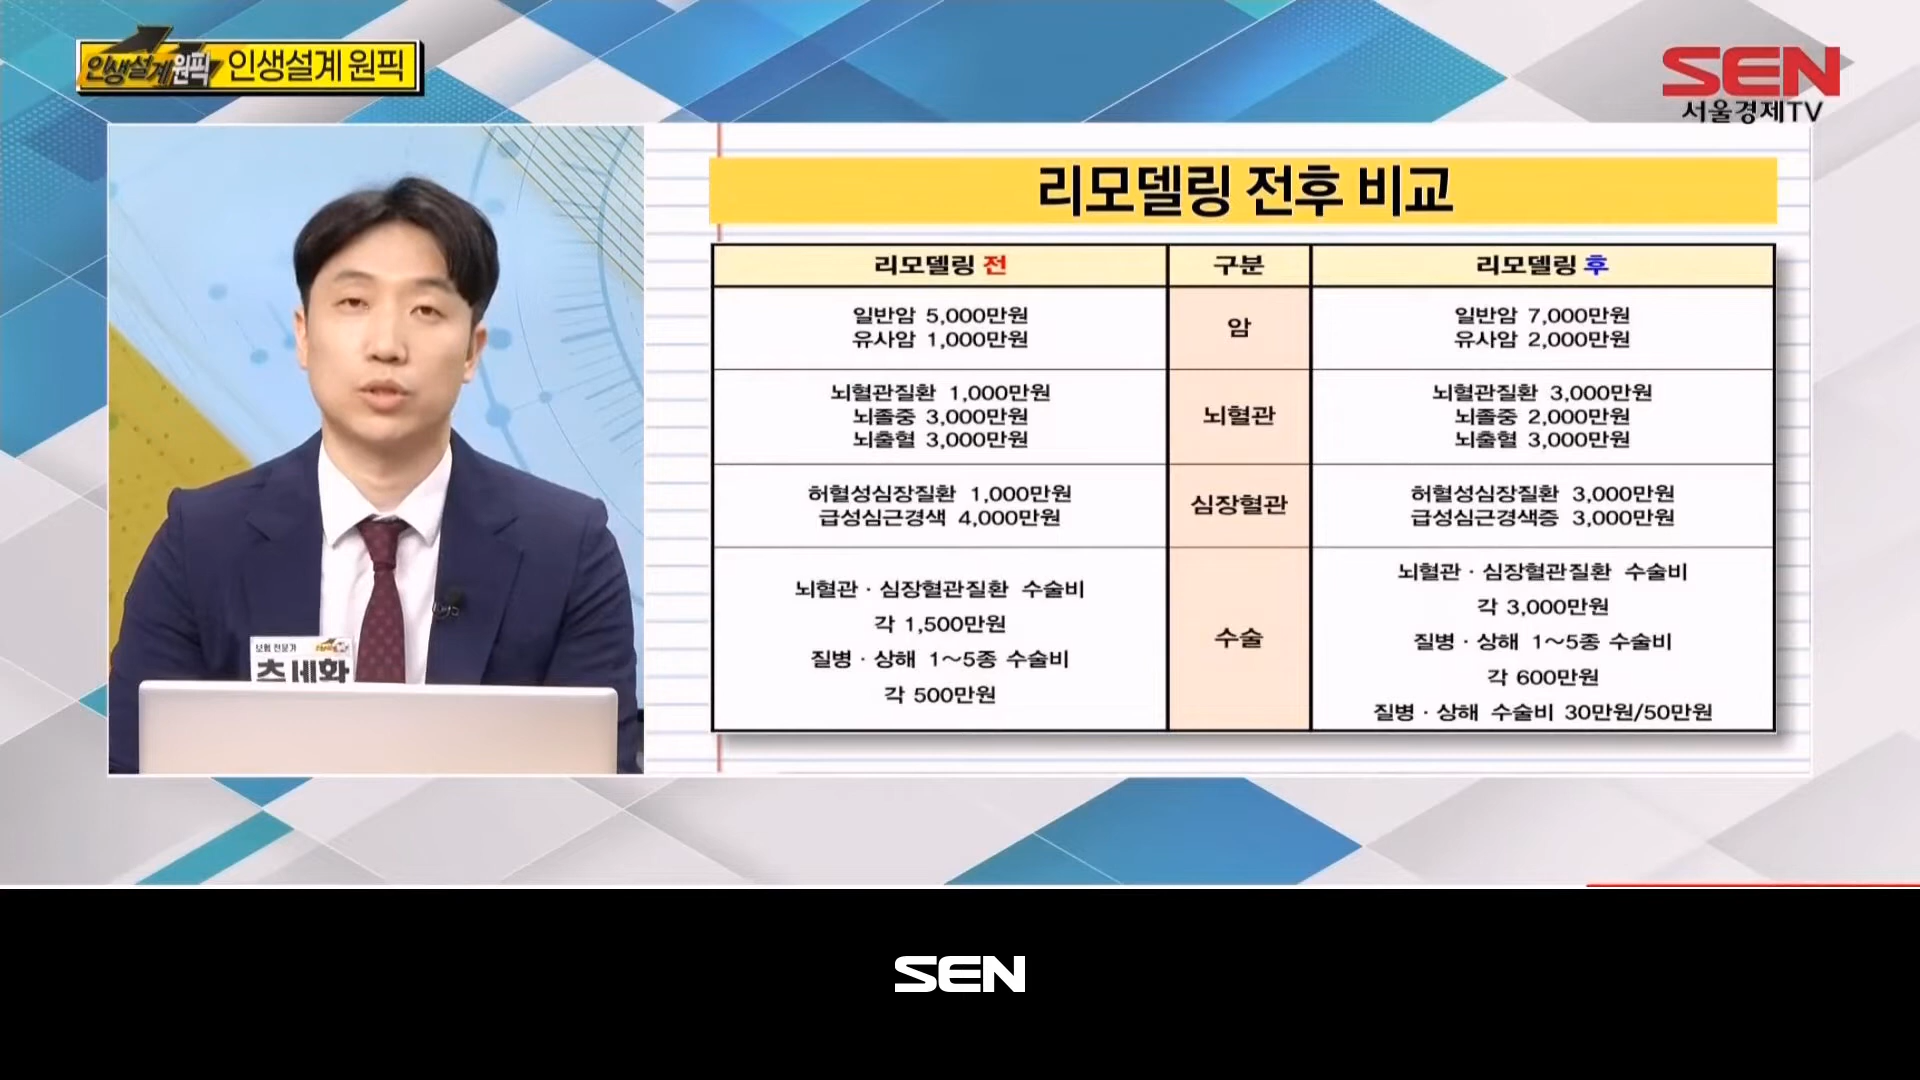 인생설계원픽 인생설계 원픽
SEN
서울경제TV
리모델링 전후 비교
리모델링 전 구분 리모델링 후
일반암 5,000만원
유사암 1,000만원
암
일반암 7,000만원
유사암 2,000만원
뇌혈관질환 1,000만원
뇌졸중 3,000만원
뇌출혈 3,000만원
뇌혈관
뇌혈관질환 3,000만원
뇌졸중 2,000만원
뇌출혈 3,000만원
허혈성심장질환 1,000만원
급성심근경색 4,000만원
심장혈관
허혈성심장질환 3,000만원
급성심근경색증 3,000만원
뇌혈관 · 심장혈관질환 수술비
각 1,500만원
질병 · 상해 1~5종 수술비
각 500만원
수술
뇌혈관 · 심장혈관질환 수술비
각 3,000만원
질병 · 상해 1~5종 수술비
각 600만원
질병 · 상해 수술비 30만원/50만원
보험 전문가
SEN